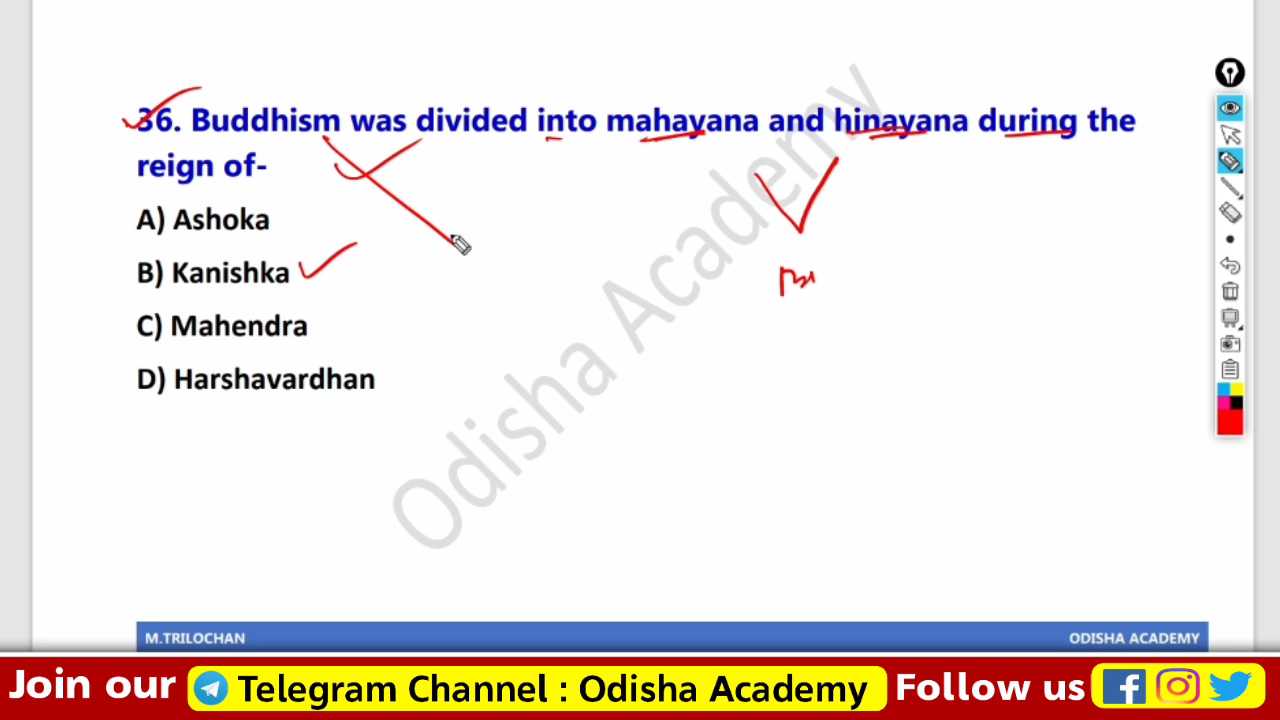 36. Buddhism was divided into mahayana and hinayana during the
reign of-
A) Ashoka
B) Kanishka
C) Mahendra
D) Harshavardhan
Odisha Academy
M.TRILOCHAN
ODISHA ACADEMY
Join our Telegram Channel : Odisha Academy Follow us